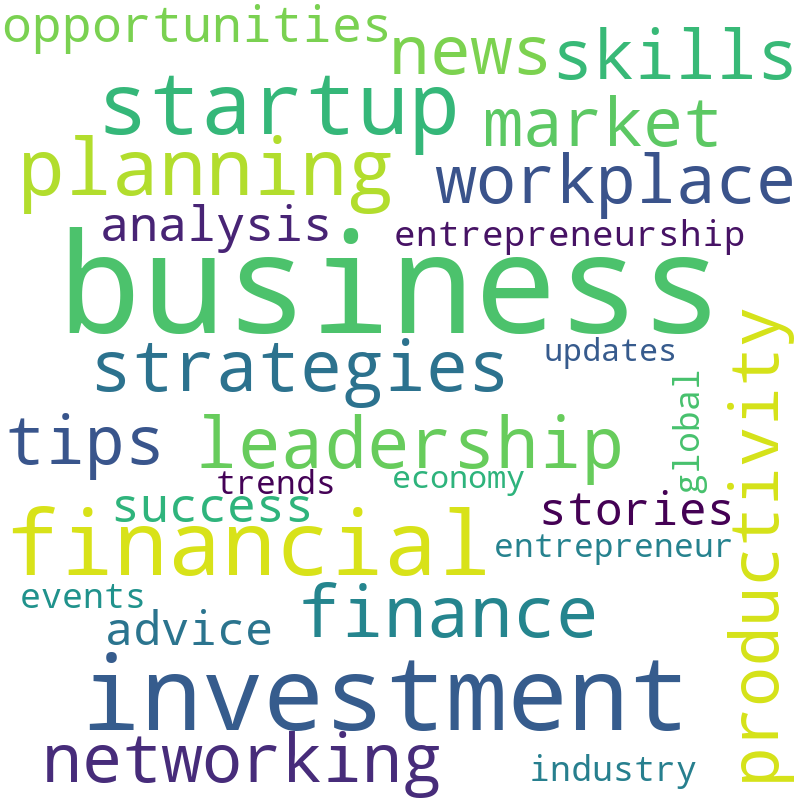 opportunities
news
skills
startup
market
planning
workplace
analysis
entrepreneurship
business
strategies
updates
productivity
global
tips
leadership
trends
economy
success
stories
financial
entrepreneur
events
advice
finance
investment
networking
industry